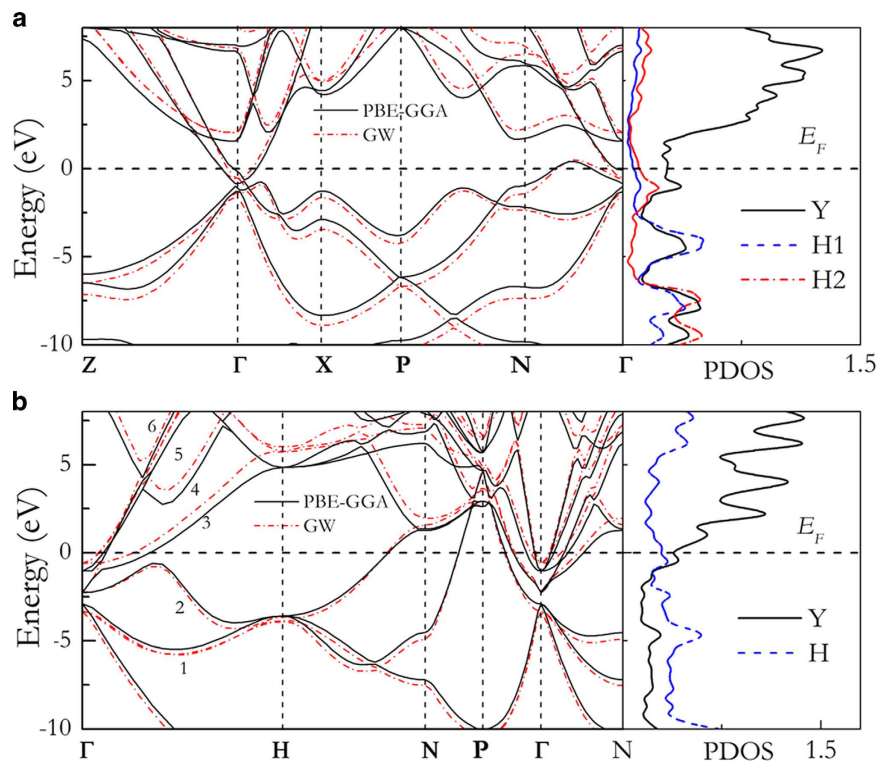 a
Energy (eV)
5
0
-5
-10
PBE-GGA
GW
E_F
Y
H1
H2
Z Γ X P N Γ PDOS 1.5
b
Energy (eV)
5
0
-5
-10
6
5
4
3
2
1
PBE-GGA
GW
E_F
Y
H
Γ H N P Γ N PDOS 1.5